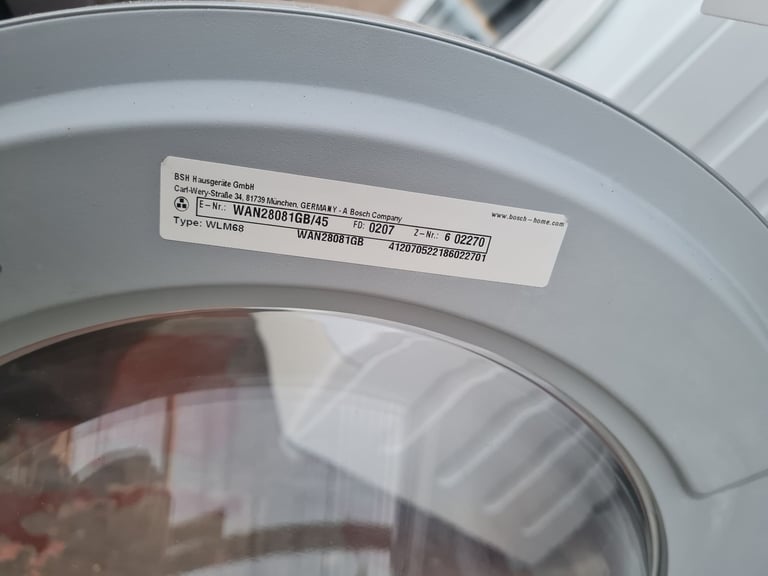 BSH Hausgeräte GmbH
Carl-Wery-Straße 34, 81739 München, GERMANY - A Bosch Company
www.bosch-home.com
E-Nr.: WAN28081GB/45 FD: 0207 Z-Nr.: 6 02270
Type: WLM68 WAN28081GB 412070522186022701